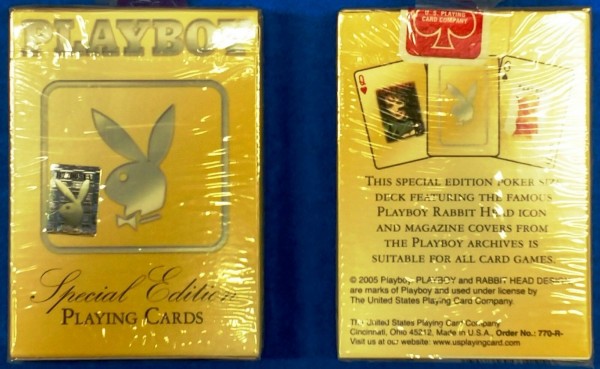 PLAYBOY
Special Edition
PLAYING CARDS
U.S. PLAYING
CARD COMPANY
Q
THIS SPECIAL EDITION POKER SIZE
DECK FEATURING THE FAMOUS
PLAYBOY RABBIT HEAD ICON
AND MAGAZINE COVERS FROM
THE PLAYBOY ARCHIVES IS
SUITABLE FOR ALL CARD GAMES.
© 2005 Playboy. PLAYBOY and RABBIT HEAD DESIGN
are marks of Playboy and used under license by
The United States Playing Card Company.
The United States Playing Card Company
Cincinnati, Ohio 45212, Made in U.S.A. Order No.: 770-R-
Visit us at our website: www.usplayingcard.com